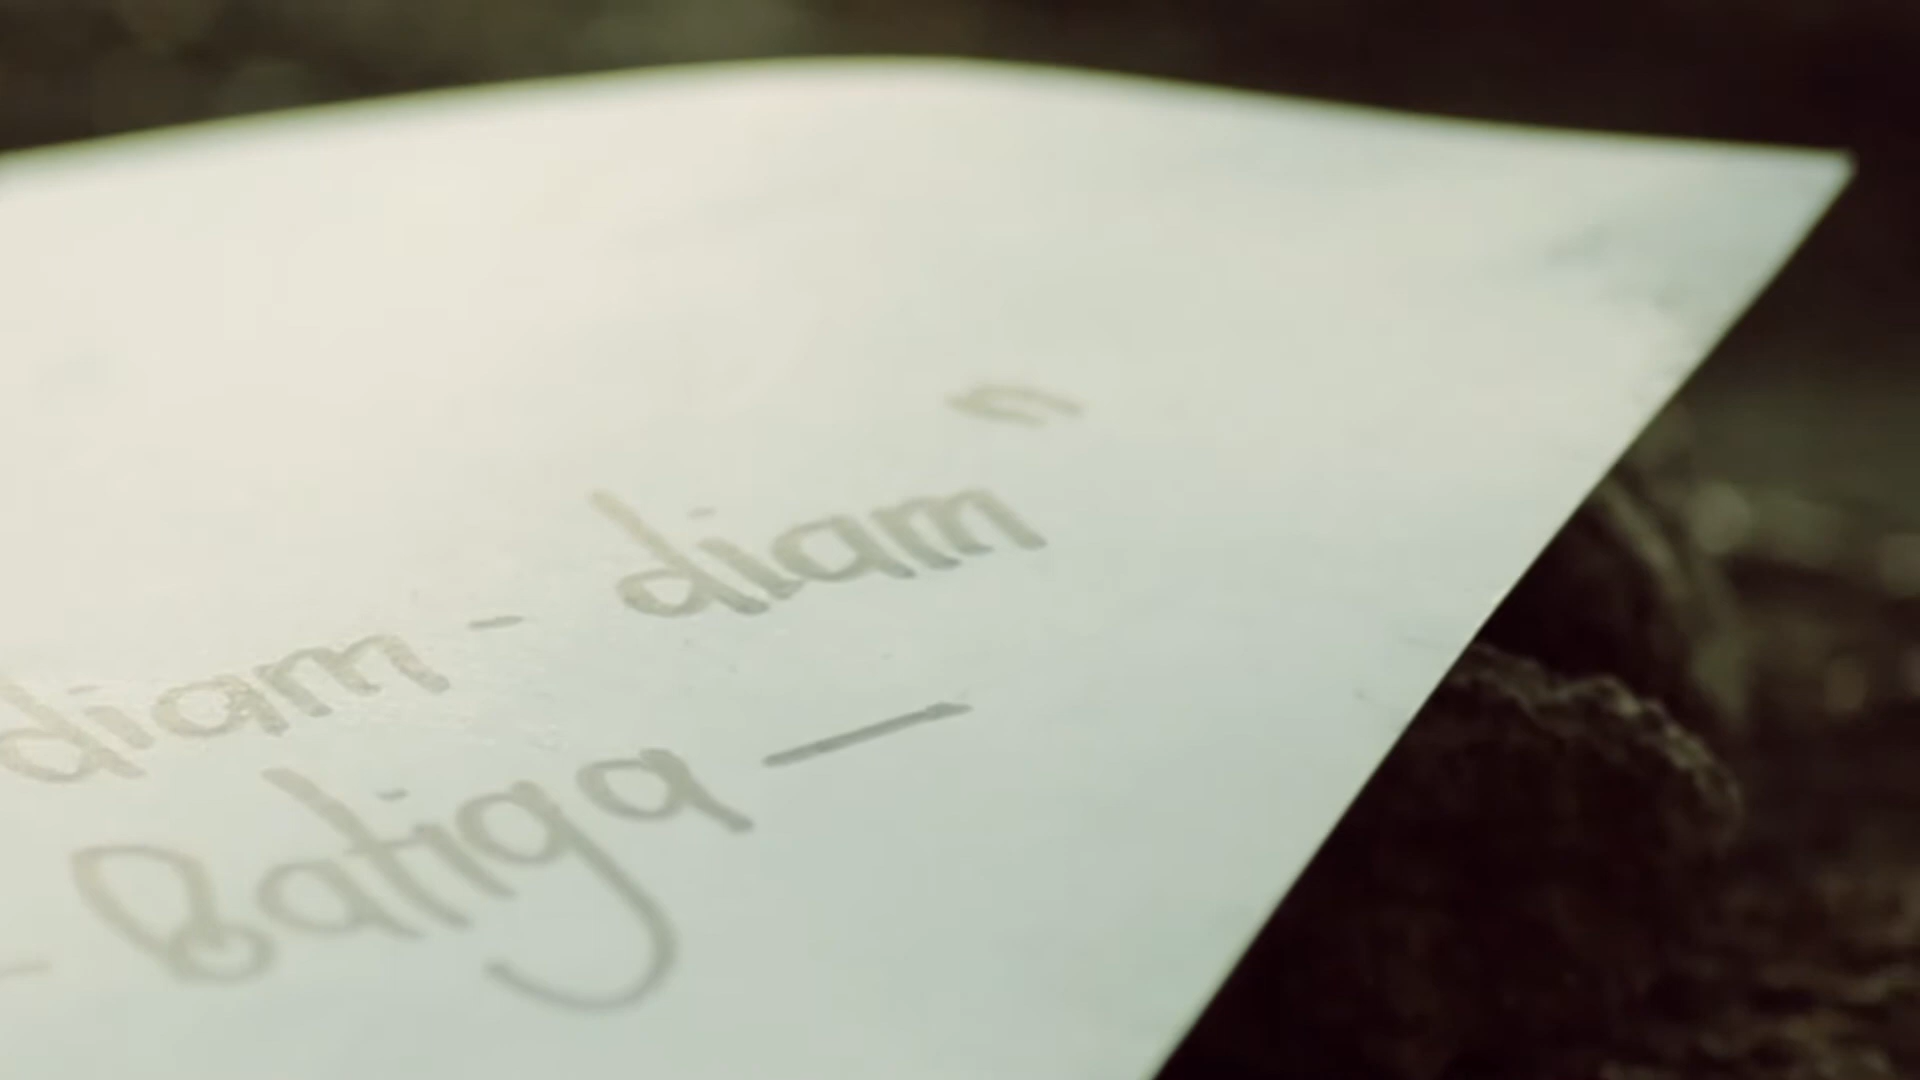 "
diam - diam
- Batiga —